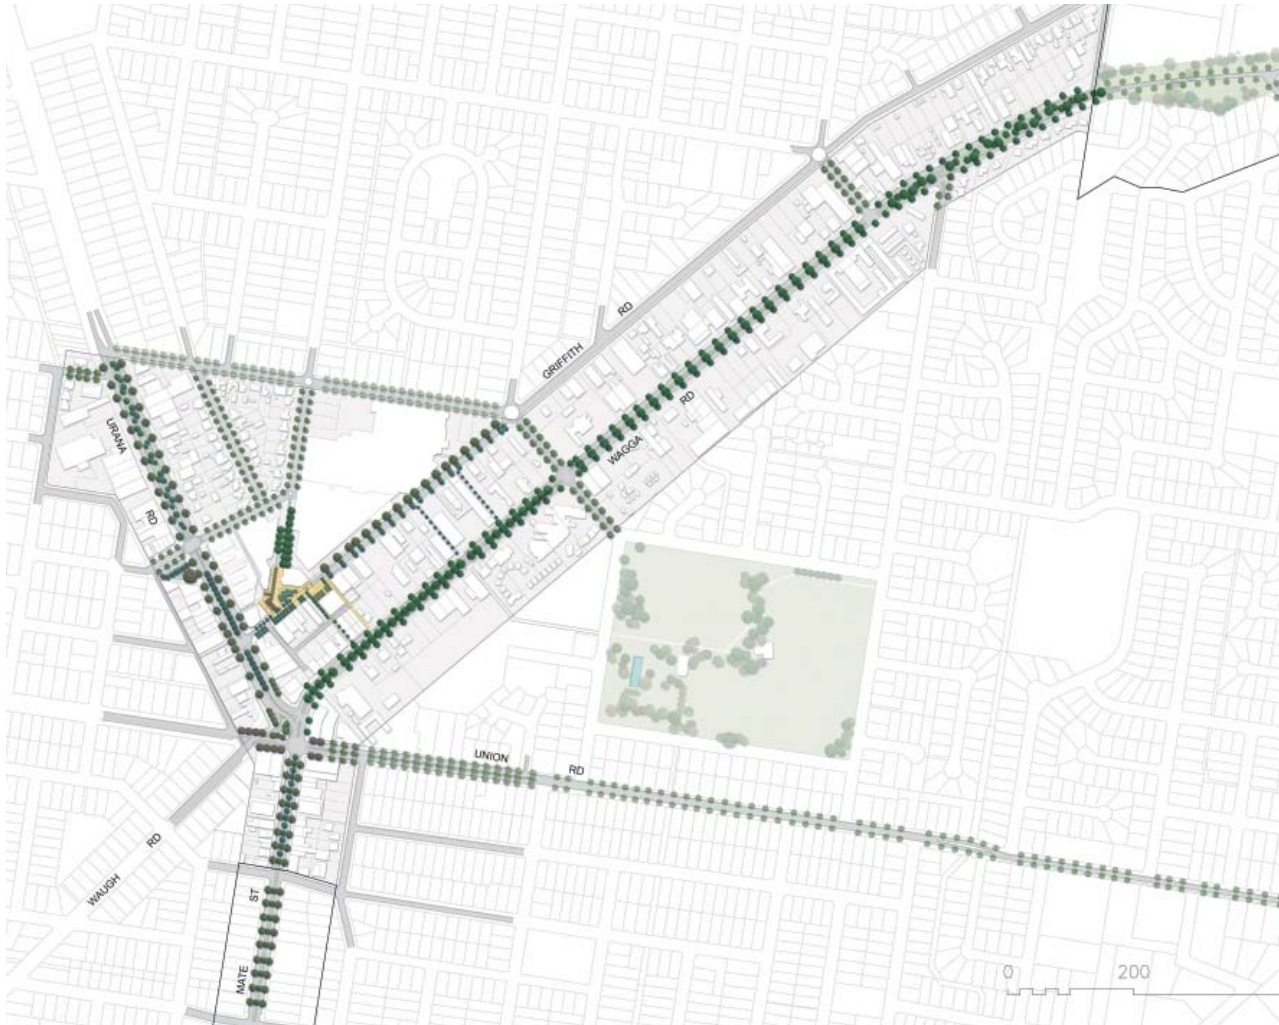 GRIFFITH RD
WAGGA RD
URANA RD
UNION RD
WAUGH RD
MATE ST
0 200